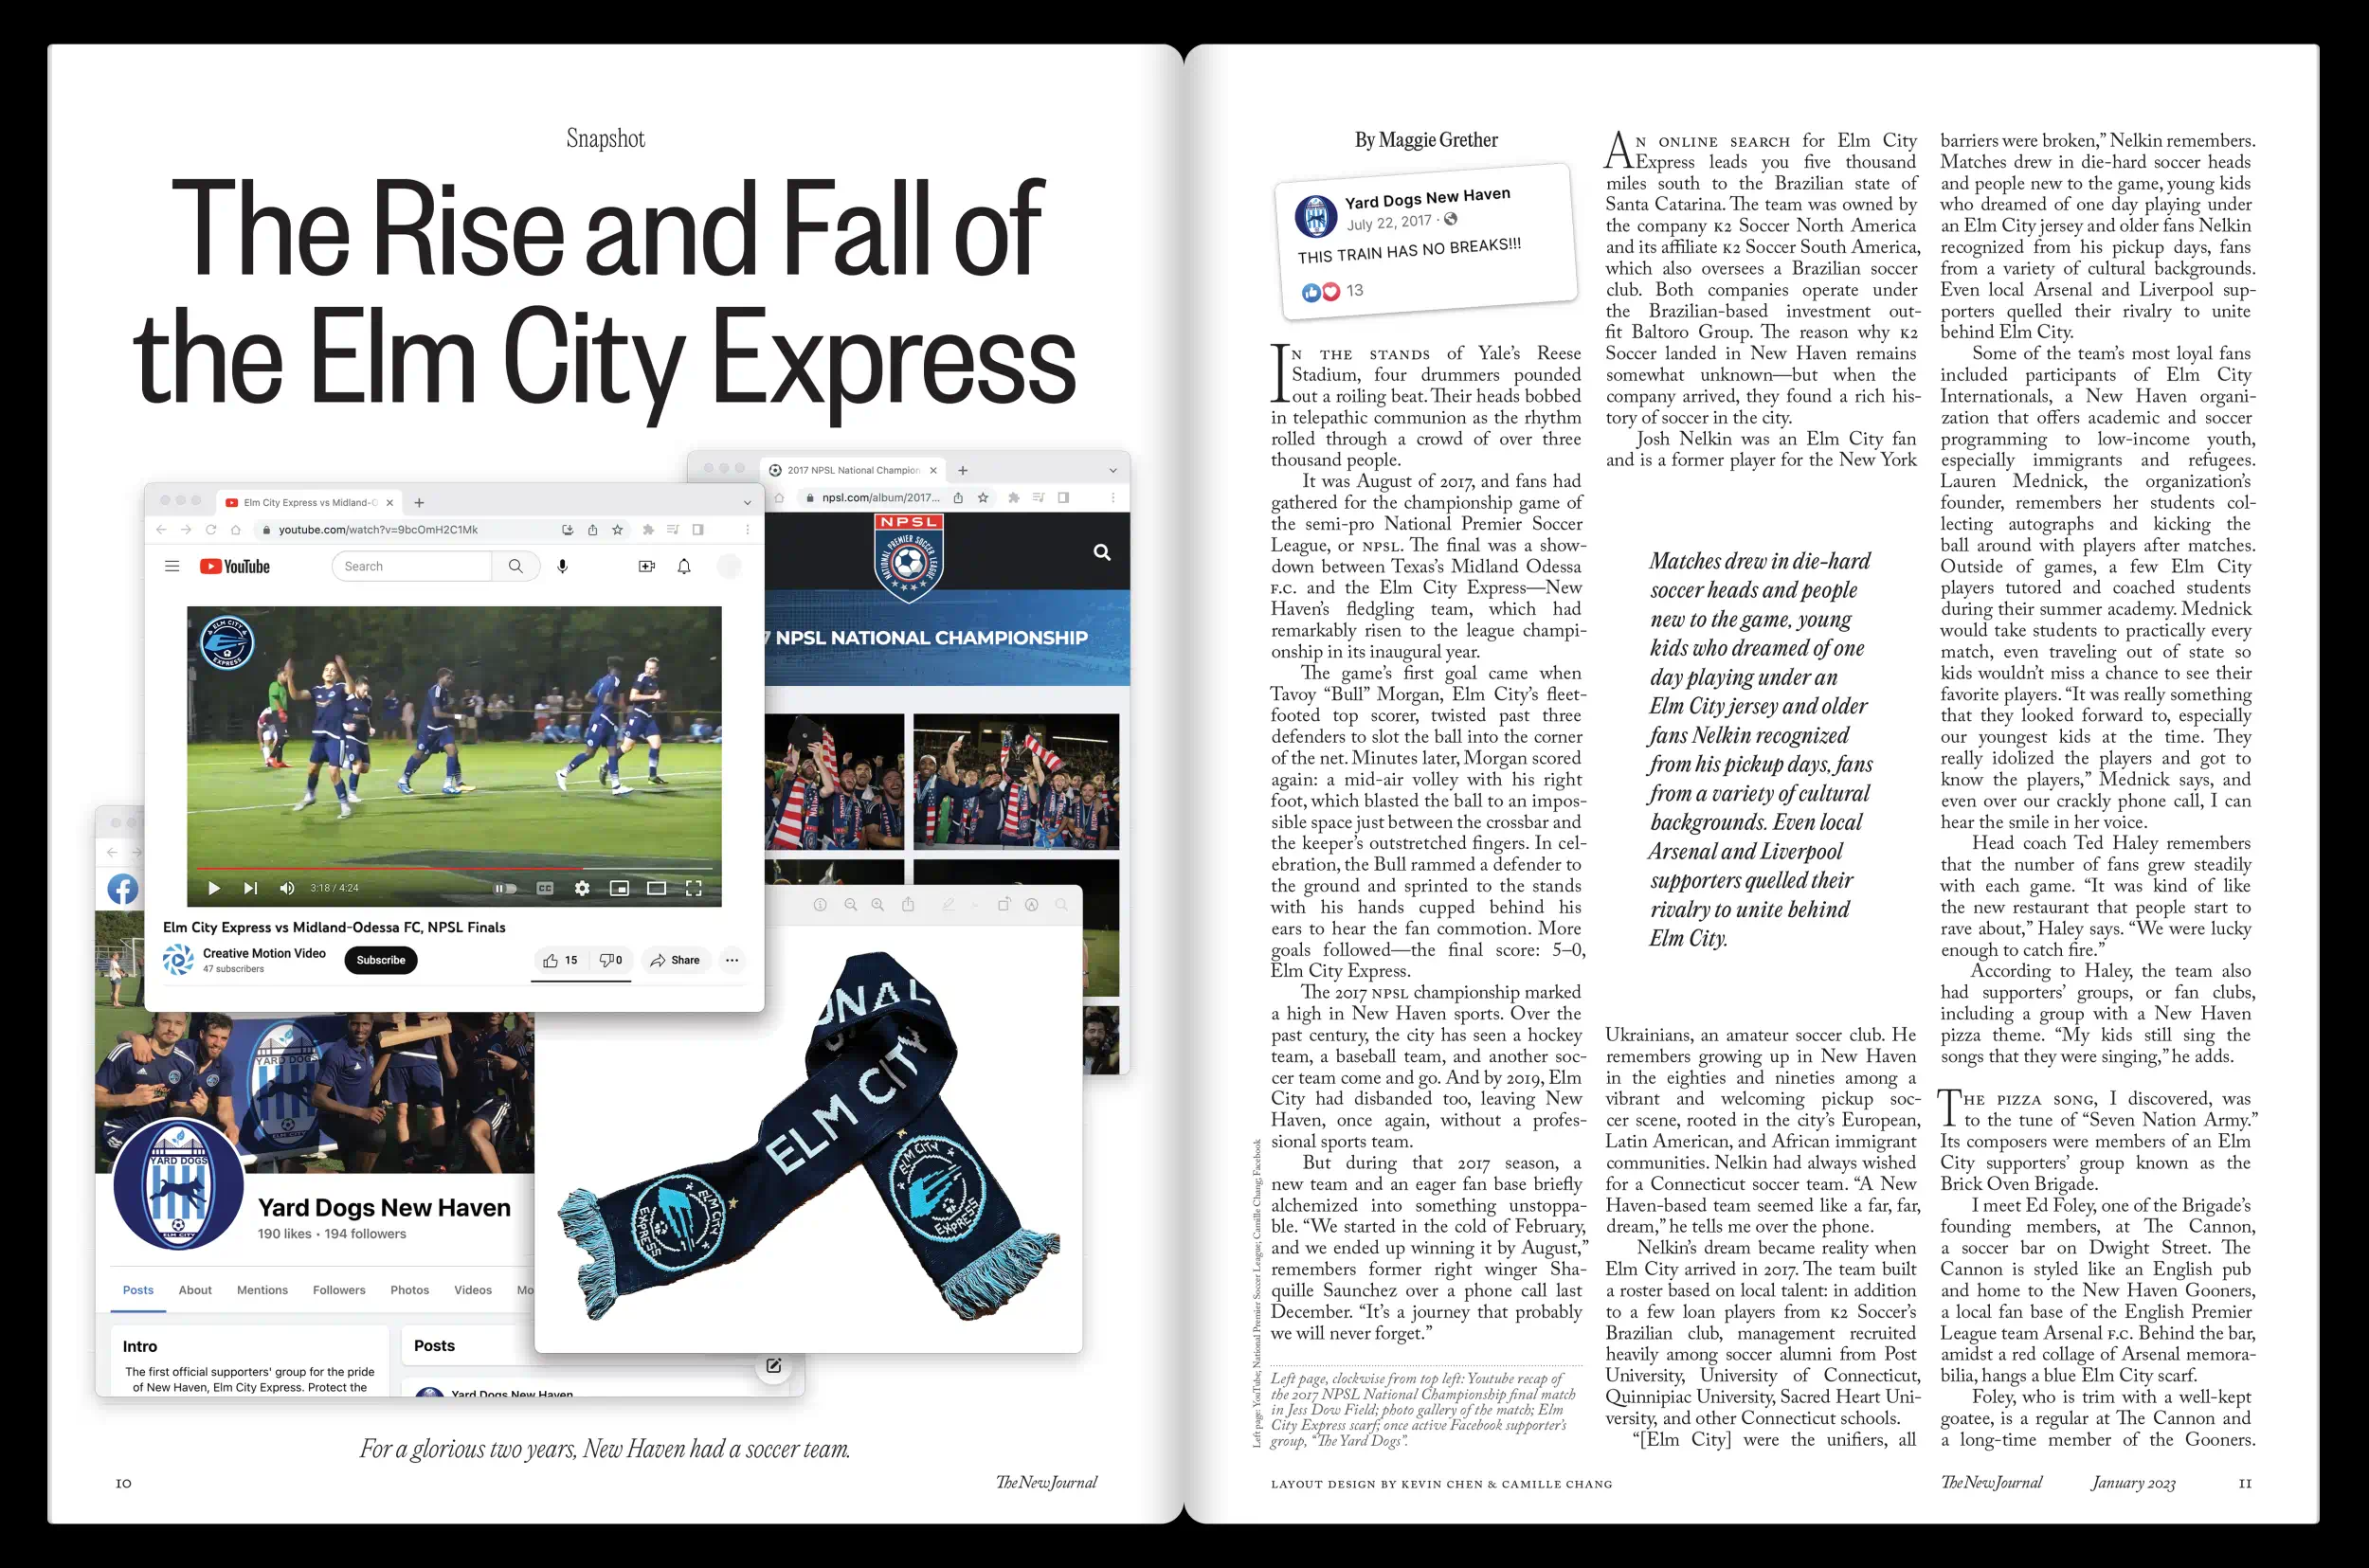 Snapshot
The Rise and Fall of
the Elm City Express
2017 NPSL National Champion
npsl.com/album/2017...
NPSL
NATIONAL PREMIER SOCCER LEAGUE
7 NPSL NATIONAL CHAMPIONSHIP
Elm City Express vs Midland-O
youtube.com/watch?v=9bcOmH2C1Mk
YouTube
Search
ELM CITY
EXPRESS
3:18 / 4:24
CC
Elm City Express vs Midland-Odessa FC, NPSL Finals
Creative Motion Video
47 subscribers
Subscribe
15
0
Share
YARD DOGS
ELM CITY
YARD DOGS
ELM CITY
Yard Dogs New Haven
190 likes · 194 followers
Posts
About
Mentions
Followers
Photos
Videos
Mo
Intro
The first official supporters' group for the pride
of New Haven, Elm City Express. Protect the
Posts
Yard Dogs New Haven
ONAL
ELM CITY
ELM CITY
EXPRESS
ELM CITY
EXPRESS
For a glorious two years, New Haven had a soccer team.
10
TheNewJournal
By Maggie Grether
Yard Dogs New Haven
July 22, 2017 ·
THIS TRAIN HAS NO BREAKS!!!
13
IN THE STANDS of Yale's Reese
Stadium, four drummers pounded
out a roiling beat. Their heads bobbed
in telepathic communion as the rhythm
rolled through a crowd of over three
thousand people.
It was August of 2017, and fans had
gathered for the championship game of
the semi-pro National Premier Soccer
League, or NPSL. The final was a show-
down between Texas's Midland Odessa
F.C. and the Elm City Express—New
Haven's fledgling team, which had
remarkably risen to the league champi-
onship in its inaugural year.
The game's first goal came when
Tavoy “Bull” Morgan, Elm City's fleet-
footed top scorer, twisted past three
defenders to slot the ball into the corner
of the net. Minutes later, Morgan scored
again: a mid-air volley with his right
foot, which blasted the ball to an impos-
sible space just between the crossbar and
the keeper's outstretched fingers. In cel-
ebration, the Bull rammed a defender to
the ground and sprinted to the stands
with his hands cupped behind his
ears to hear the fan commotion. More
goals followed—the final score: 5–0,
Elm City Express.
The 2017 NPSL championship marked
a high in New Haven sports. Over the
past century, the city has seen a hockey
team, a baseball team, and another soc-
cer team come and go. And by 2019, Elm
City had disbanded too, leaving New
Haven, once again, without a profes-
sional sports team.
But during that 2017 season, a
new team and an eager fan base briefly
alchemized into something unstoppa-
ble. “We started in the cold of February,
and we ended up winning it by August,”
remembers former right winger Sha-
quille Saunchez over a phone call last
December. “It's a journey that probably
we will never forget.”
Left page, clockwise from top left: Youtube recap of
the 2017 NPSL National Championship final match
in Jess Dow Field; photo gallery of the match; Elm
City Express scarf; once active Facebook supporter's
group, “The Yard Dogs”.
Left page: YouTube; National Premier Soccer League; Camille Chang; Facebook
AN ONLINE SEARCH for Elm City
Express leads you five thousand
miles south to the Brazilian state of
Santa Catarina. The team was owned by
the company K2 Soccer North America
and its affiliate K2 Soccer South America,
which also oversees a Brazilian soccer
club. Both companies operate under
the Brazilian-based investment out-
fit Baltoro Group. The reason why K2
Soccer landed in New Haven remains
somewhat unknown—but when the
company arrived, they found a rich his-
tory of soccer in the city.
Josh Nelkin was an Elm City fan
and is a former player for the New York
Matches drew in die-hard
soccer heads and people
new to the game, young
kids who dreamed of one
day playing under an
Elm City jersey and older
fans Nelkin recognized
from his pickup days, fans
from a variety of cultural
backgrounds. Even local
Arsenal and Liverpool
supporters quelled their
rivalry to unite behind
Elm City.
Ukrainians, an amateur soccer club. He
remembers growing up in New Haven
in the eighties and nineties among a
vibrant and welcoming pickup soc-
cer scene, rooted in the city's European,
Latin American, and African immigrant
communities. Nelkin had always wished
for a Connecticut soccer team. “A New
Haven-based team seemed like a far, far,
dream,” he tells me over the phone.
Nelkin's dream became reality when
Elm City arrived in 2017. The team built
a roster based on local talent: in addition
to a few loan players from K2 Soccer's
Brazilian club, management recruited
heavily among soccer alumni from Post
University, University of Connecticut,
Quinnipiac University, Sacred Heart Uni-
versity, and other Connecticut schools.
“[Elm City] were the unifiers, all
barriers were broken,” Nelkin remembers.
Matches drew in die-hard soccer heads
and people new to the game, young kids
who dreamed of one day playing under
an Elm City jersey and older fans Nelkin
recognized from his pickup days, fans
from a variety of cultural backgrounds.
Even local Arsenal and Liverpool sup-
porters quelled their rivalry to unite
behind Elm City.
Some of the team's most loyal fans
included participants of Elm City
Internationals, a New Haven organi-
zation that offers academic and soccer
programming to low-income youth,
especially immigrants and refugees.
Lauren Mednick, the organization's
founder, remembers her students col-
lecting autographs and kicking the
ball around with players after matches.
Outside of games, a few Elm City
players tutored and coached students
during their summer academy. Mednick
would take students to practically every
match, even traveling out of state so
kids wouldn't miss a chance to see their
favorite players. “It was really something
that they looked forward to, especially
our youngest kids at the time. They
really idolized the players and got to
know the players,” Mednick says, and
even over our crackly phone call, I can
hear the smile in her voice.
Head coach Ted Haley remembers
that the number of fans grew steadily
with each game. “It was kind of like
the new restaurant that people start to
rave about,” Haley says. “We were lucky
enough to catch fire.”
According to Haley, the team also
had supporters' groups, or fan clubs,
including a group with a New Haven
pizza theme. “My kids still sing the
songs that they were singing,” he adds.
THE PIZZA SONG, I discovered, was
to the tune of “Seven Nation Army.”
Its composers were members of an Elm
City supporters' group known as the
Brick Oven Brigade.
I meet Ed Foley, one of the Brigade's
founding members, at The Cannon,
a soccer bar on Dwight Street. The
Cannon is styled like an English pub
and home to the New Haven Gooners,
a local fan base of the English Premier
League team Arsenal F.C. Behind the bar,
amidst a red collage of Arsenal memora-
bilia, hangs a blue Elm City scarf.
Foley, who is trim with a well-kept
goatee, is a regular at The Cannon and
a long-time member of the Gooners.
LAYOUT DESIGN BY KEVIN CHEN & CAMILLE CHANG
TheNewJournal
January 2023
11